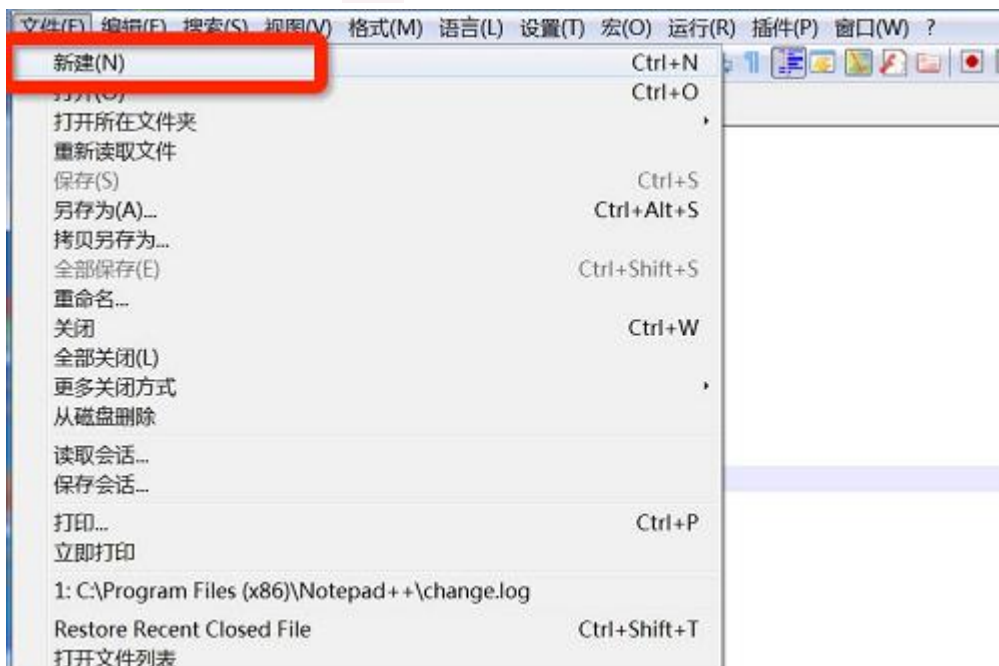 文件(F) 编辑(E) 搜索(S) 视图(V) 格式(M) 语言(L) 设置(T) 宏(O) 运行(R) 插件(P) 窗口(W) ?
新建(N) Ctrl+N
打开(O) Ctrl+O
打开所在文件夹
重新读取文件
保存(S) Ctrl+S
另存为(A)... Ctrl+Alt+S
拷贝另存为...
全部保存(E) Ctrl+Shift+S
重命名...
关闭 Ctrl+W
全部关闭(L)
更多关闭方式
从磁盘删除
读取会话...
保存会话...
打印... Ctrl+P
立即打印
1: C:\Program Files (x86)\Notepad++\change.log
Restore Recent Closed File Ctrl+Shift+T
打开文件列表